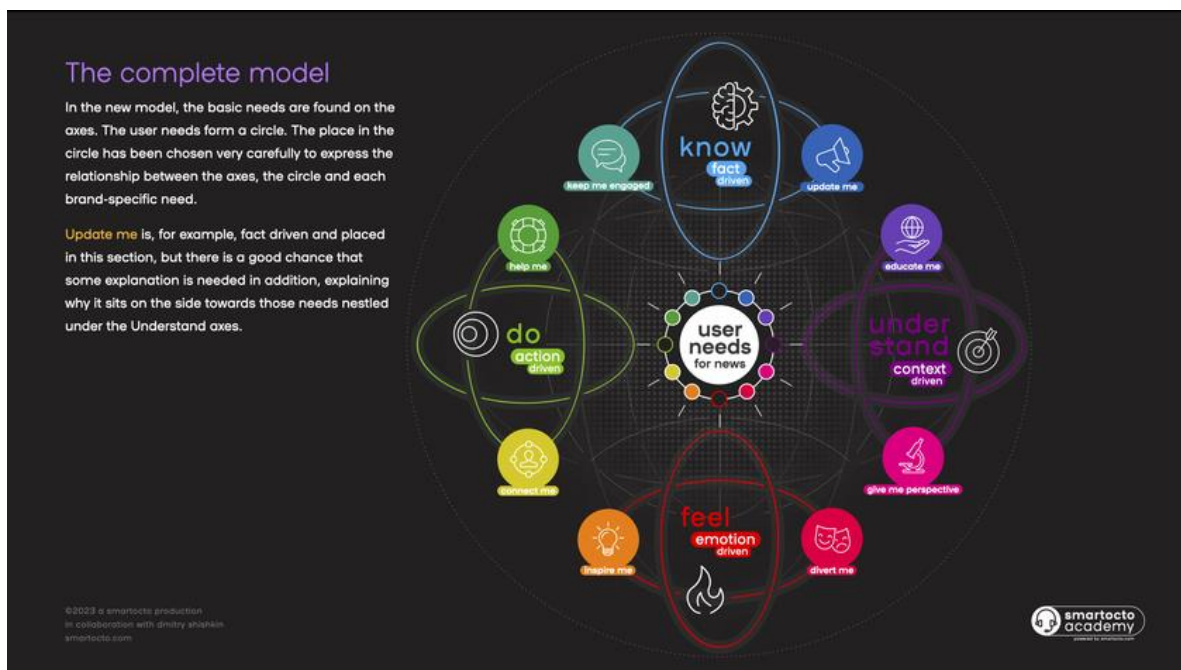 The complete model
In the new model, the basic needs are found on the
axes. The user needs form a circle. The place in the
circle has been chosen very carefully to express the
relationship between the axes, the circle and each
brand-specific need.
Update me is, for example, fact driven and placed
in this section, but there is a good chance that
some explanation is needed in addition, explaining
why it sits on the side towards those needs nestled
under the Understand axes.
know
fact
driven
keep me engaged
update me
help me
educate me
do
action
driven
user
needs
for news
under
stand
context
driven
connect me
give me perspective
feel
emotion
driven
inspire me
divert me
©2023 a smartocto production
in collaboration with dmitry shishkin
smartocto.com
smartocto
academy
powered by smartocto.com